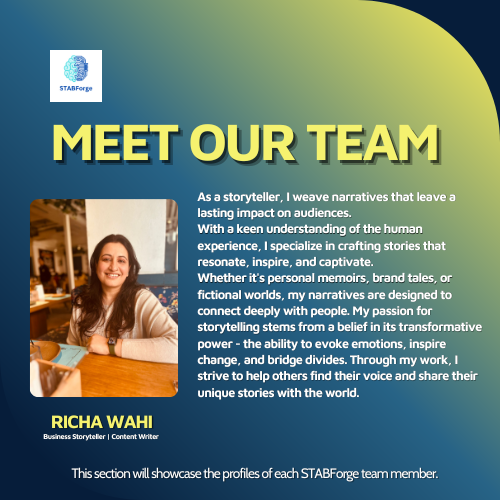 STABForge
MEET OUR TEAM
As a storyteller, I weave narratives that leave a
lasting impact on audiences.
With a keen understanding of the human
experience, I specialize in crafting stories that
resonate, inspire, and captivate.
Whether it's personal memoirs, brand tales, or
fictional worlds, my narratives are designed to
connect deeply with people. My passion for
storytelling stems from a belief in its transformative
power - the ability to evoke emotions, inspire
change, and bridge divides. Through my work, I
strive to help others find their voice and share their
unique stories with the world.
RICHA WAHI
Business Storyteller | Content Writer
This section will showcase the profiles of each STABForge team member.